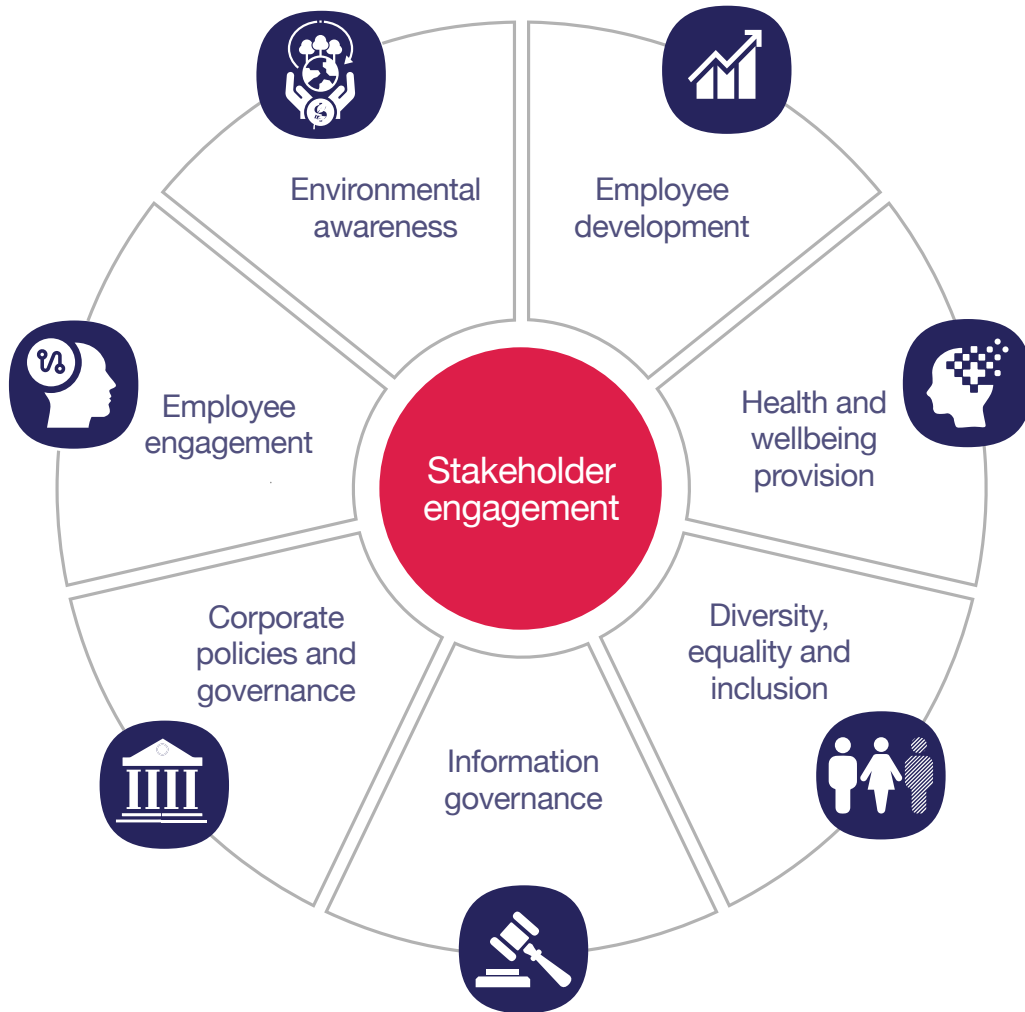 Environmental
awareness
Employee
development
Employee
engagement
Health and
wellbeing
provision
Stakeholder
engagement
Corporate
policies and
governance
Diversity,
equality and
inclusion
Information
governance